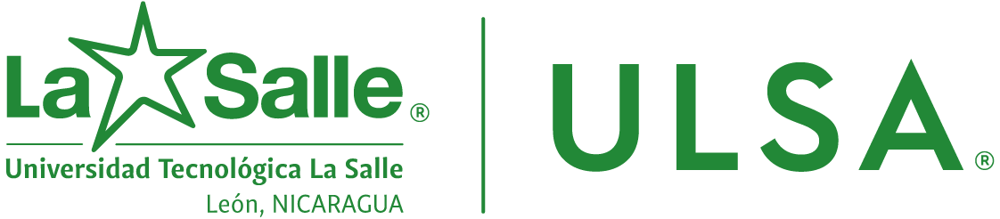 La Salle®
Universidad Tecnológica La Salle
León, NICARAGUA
ULSA®